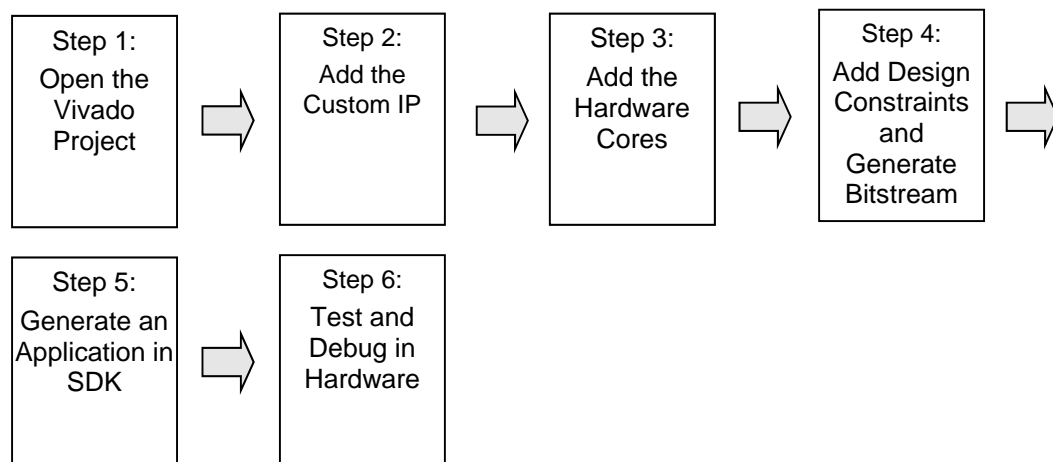 Step 1:
Open the
Vivado
Project
Step 2:
Add the
Custom IP
Step 3:
Add the
Hardware
Cores
Step 4:
Add Design
Constraints
and
Generate
Bitstream
Step 5:
Generate an
Application in
SDK
Step 6:
Test and
Debug in
Hardware